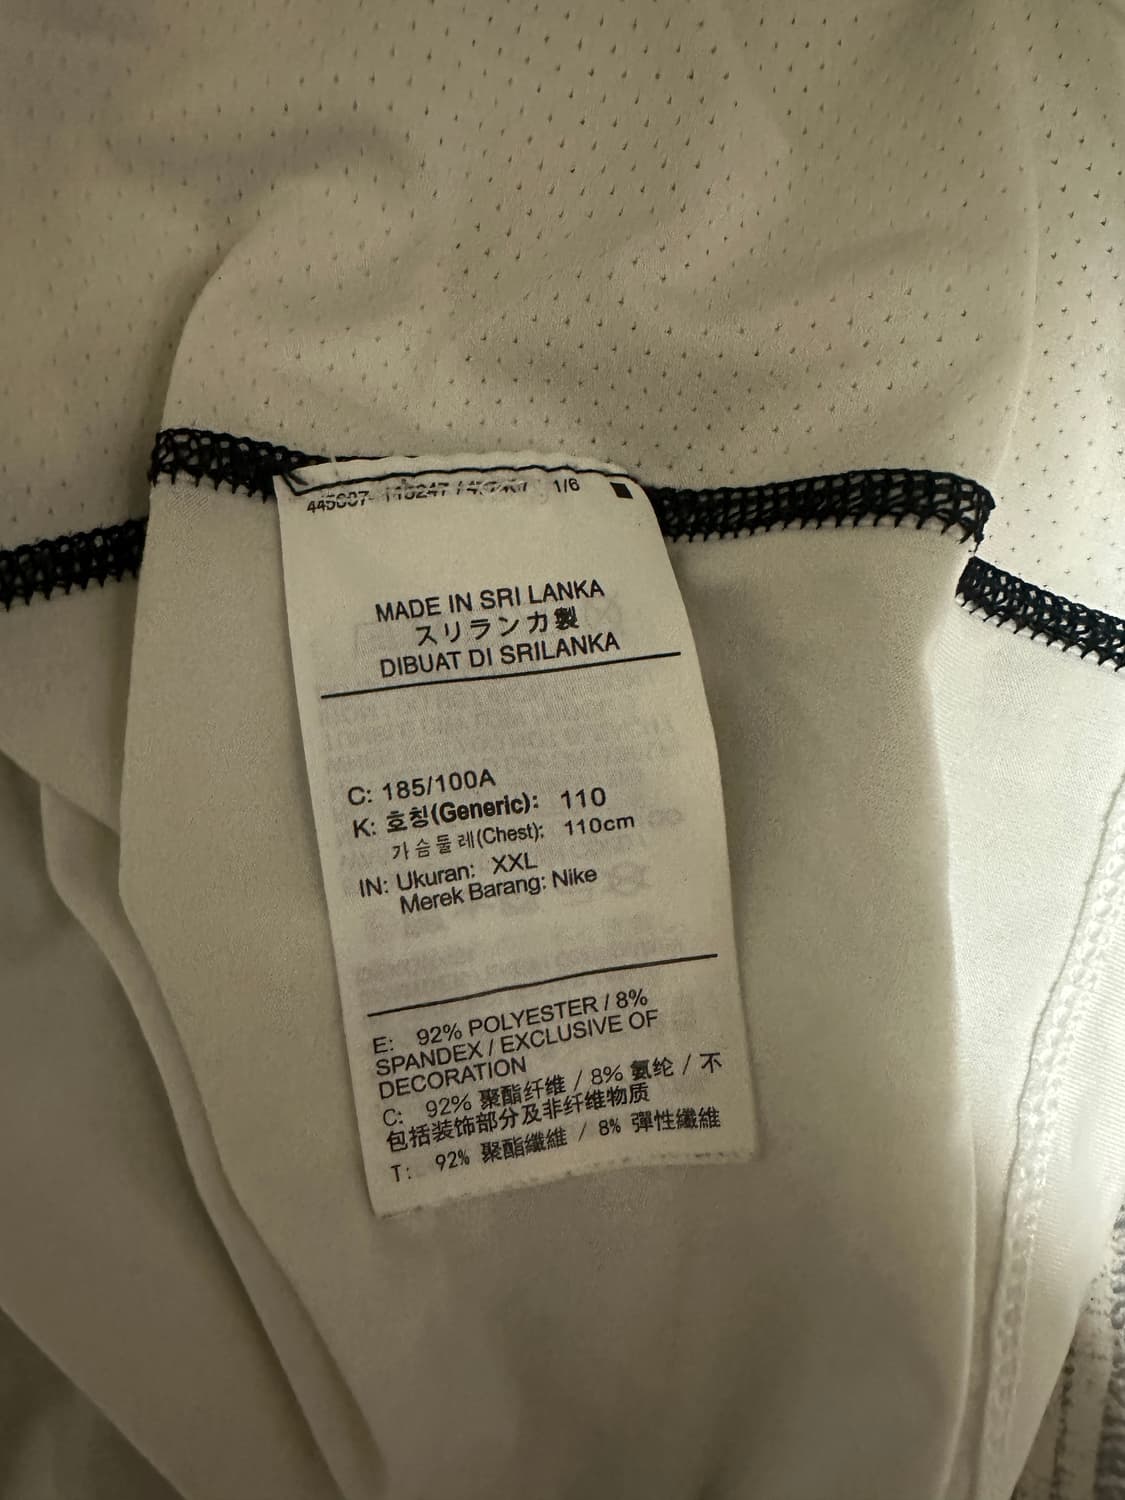 1/6
MADE IN SRI LANKA
スリランカ製
DIBUAT DI SRILANKA
C: 185/100A
K: 호칭(Generic): 110
가슴둘레(Chest): 110cm
IN: Ukuran: XXL
Merek Barang: Nike
E: 92% POLYESTER / 8%
SPANDEX / EXCLUSIVE OF
DECORATION
C: 92% 聚酯纤维 / 8% 氨纶 / 不
包括装饰部分及非纤维物质
T: 92% 聚酯纖維 / 8% 彈性纖維